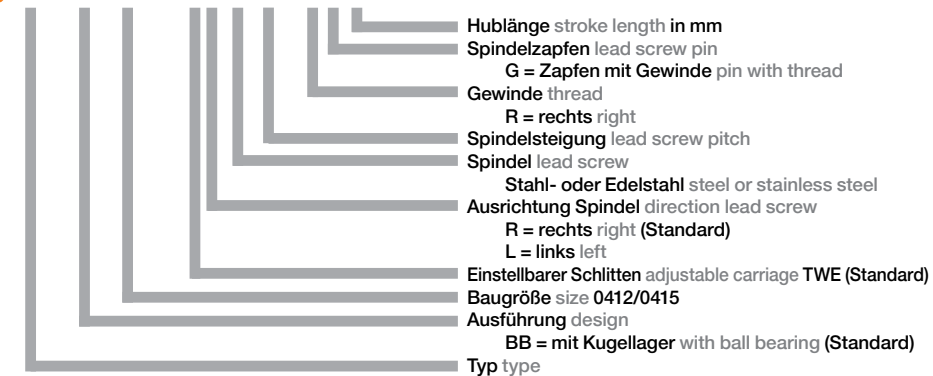 Hublänge stroke length in mm
Spindelzapfen lead screw pin
G = Zapfen mit Gewinde pin with thread
Gewinde thread
R = rechts right
Spindelsteigung lead screw pitch
Spindel lead screw
Stahl- oder Edelstahl steel or stainless steel
Ausrichtung Spindel direction lead screw
R = rechts right (Standard)
L = links left
Einstellbarer Schlitten adjustable carriage TWE (Standard)
Baugröße size 0412/0415
Ausführung design
BB = mit Kugellager with ball bearing (Standard)
Typ type